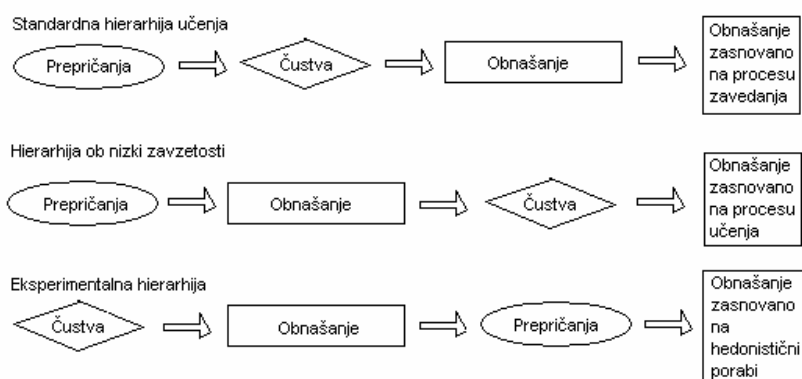 Standardna hierarhija učenja
Prepričanja
Čustva
Obnašanje
Obnašanje
zasnovano
na procesu
zavedanja
Hierarhija ob nizki zavzetosti
Prepričanja
Obnašanje
Čustva
Obnašanje
zasnovano
na procesu
učenja
Eksperimentalna hierarhija
Čustva
Obnašanje
Prepričanja
Obnašanje
zasnovano
na
hedonistični
porabi